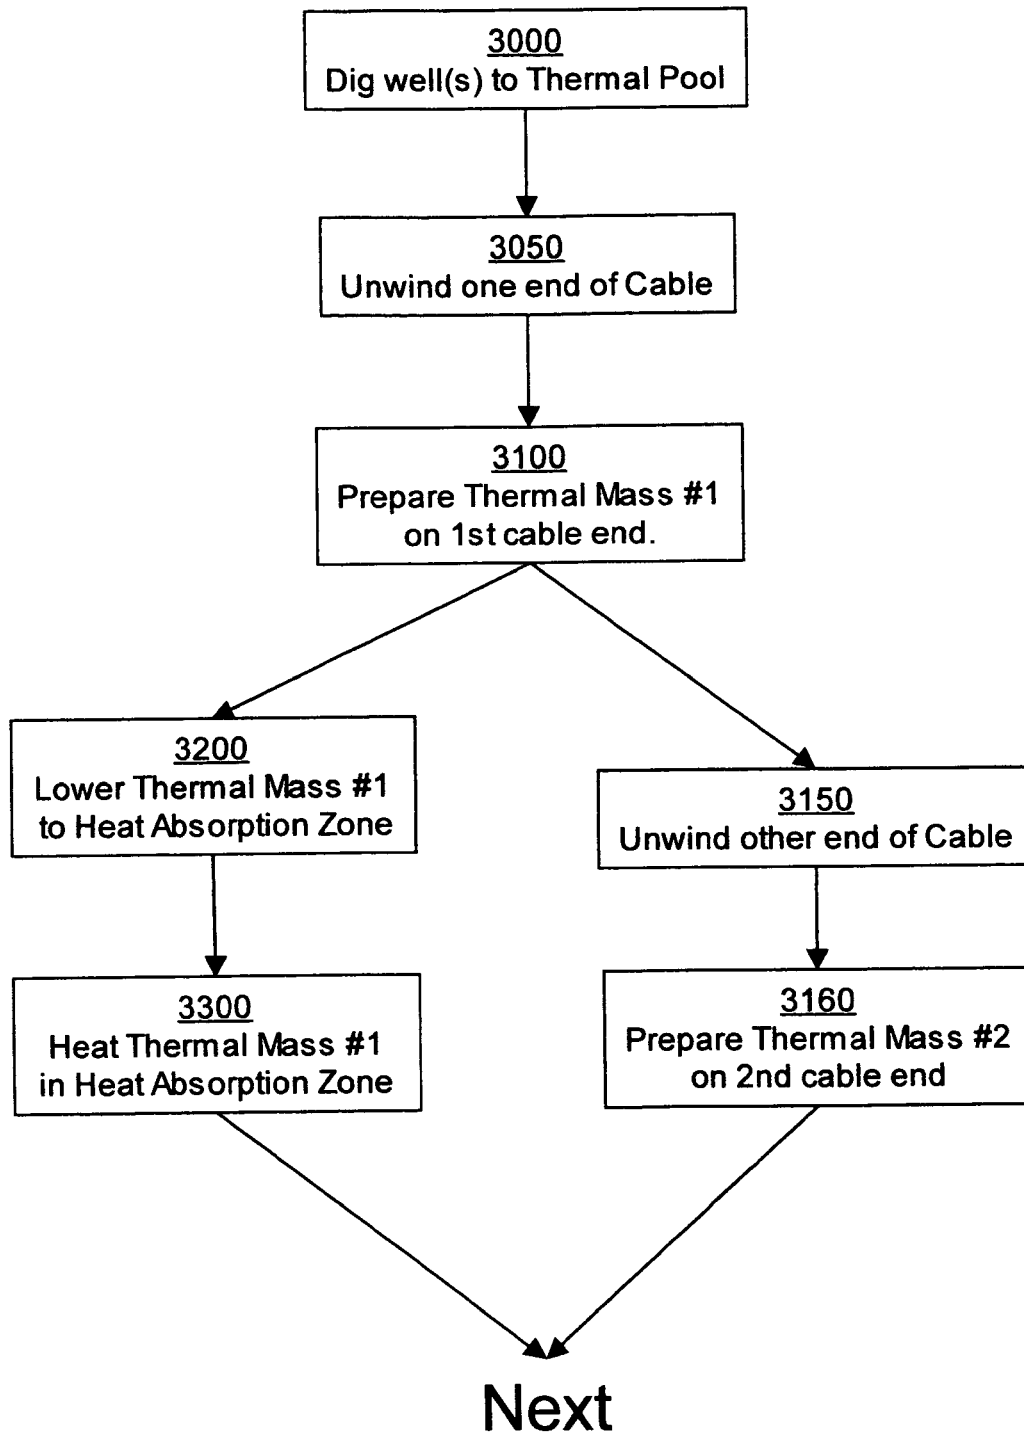 3000
Dig well(s) to Thermal Pool
3050
Unwind one end of Cable
3100
Prepare Thermal Mass #1
on 1st cable end.
3200
Lower Thermal Mass #1
to Heat Absorption Zone
3300
Heat Thermal Mass #1
in Heat Absorption Zone
3150
Unwind other end of Cable
3160
Prepare Thermal Mass #2
on 2nd cable end
Next